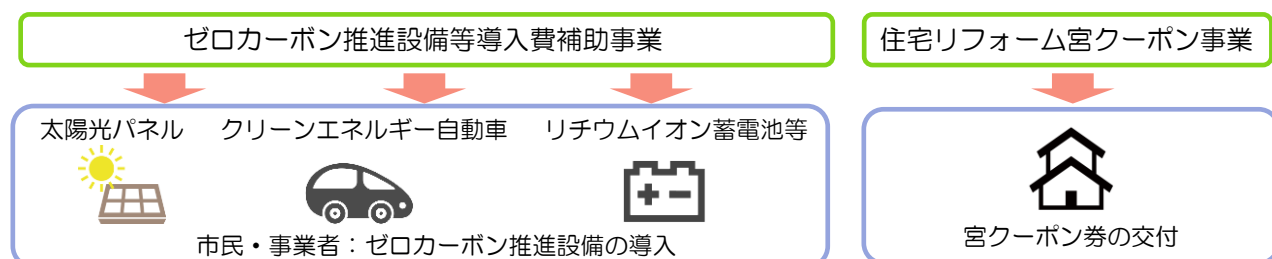 ゼロカーボン推進設備等導入費補助事業
住宅リフォーム宮クーポン事業
太陽光パネル
クリーンエネルギー自動車
リチウムイオン蓄電池等
市民・事業者：ゼロカーボン推進設備の導入
宮クーポン券の交付